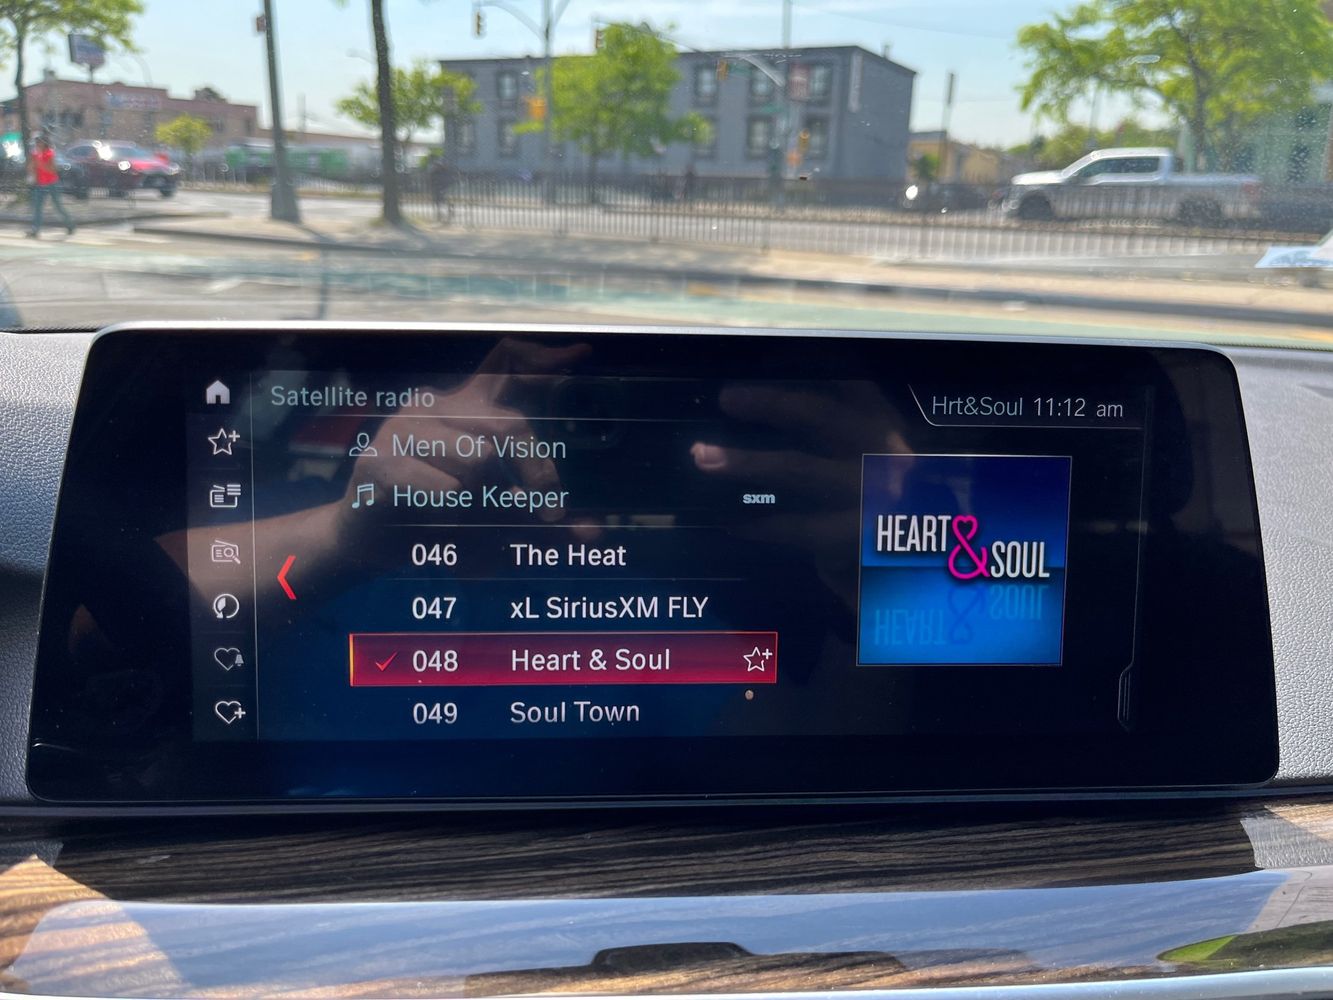 Satellite radio
Hrt&Soul 11:12 am
Men Of Vision
House Keeper
sxm
046 The Heat
047 xL SiriusXM FLY
048 Heart & Soul
049 Soul Town
HEART & SOUL